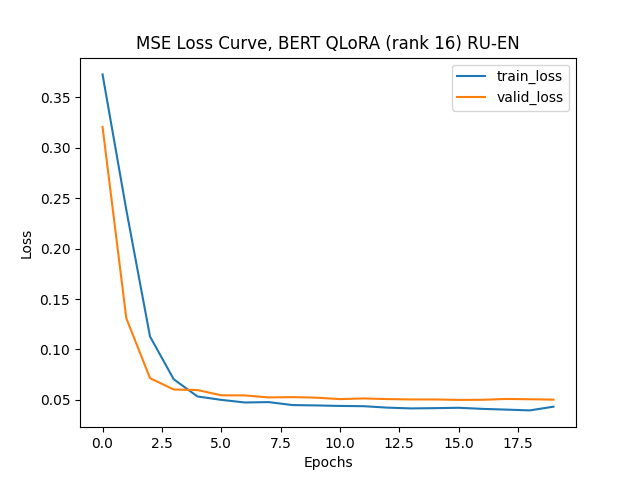 MSE Loss Curve, BERT QLoRA (rank 16) RU-EN
train_loss
valid_loss
0.35
0.30
0.25
0.20
0.15
0.10
0.05
Loss
0.0 2.5 5.0 7.5 10.0 12.5 15.0 17.5
Epochs